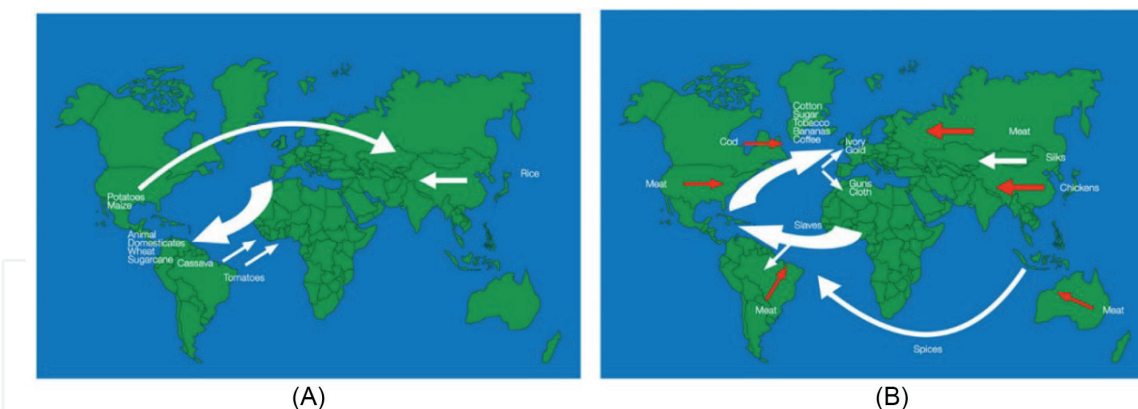 Potatoes
Maize
Rice
Animal
Domesticates
Wheat
Sugarcane
Cassava
Tomatoes
(A)
Cotton
Sugar
Tobacco
Bananas
Coffee
Cod
Ivory
Gold
Meat
Silks
Meat
Guns
Cloth
Chickens
Slaves
Meat
Meat
Spices
(B)